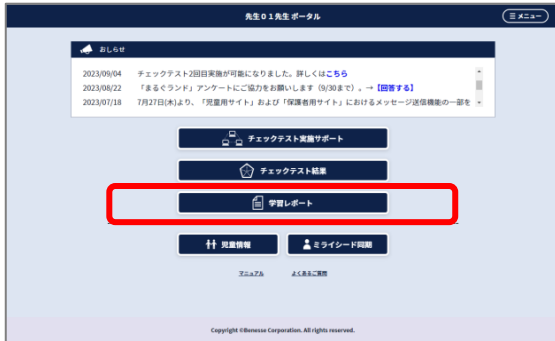 先生01先生 ポータル
メニュー
おしらせ
2023/09/04 チェックテスト2回目実施が可能になりました。詳しくはこちら
2023/08/22 「まるぐランド」アンケートにご協力をお願いします (9/30まで) 。→【回答する】
2023/07/18 7月27日(木)より、「児童用サイト」および「保護者用サイト」におけるメッセージ送信機能の一部を
チェックテスト実施サポート
チェックテスト結果
学習レポート
児童情報
ミライシード同期
マニュアル
よくあるご質問
Copyright ©Benesse Corporation. All rights reserved.